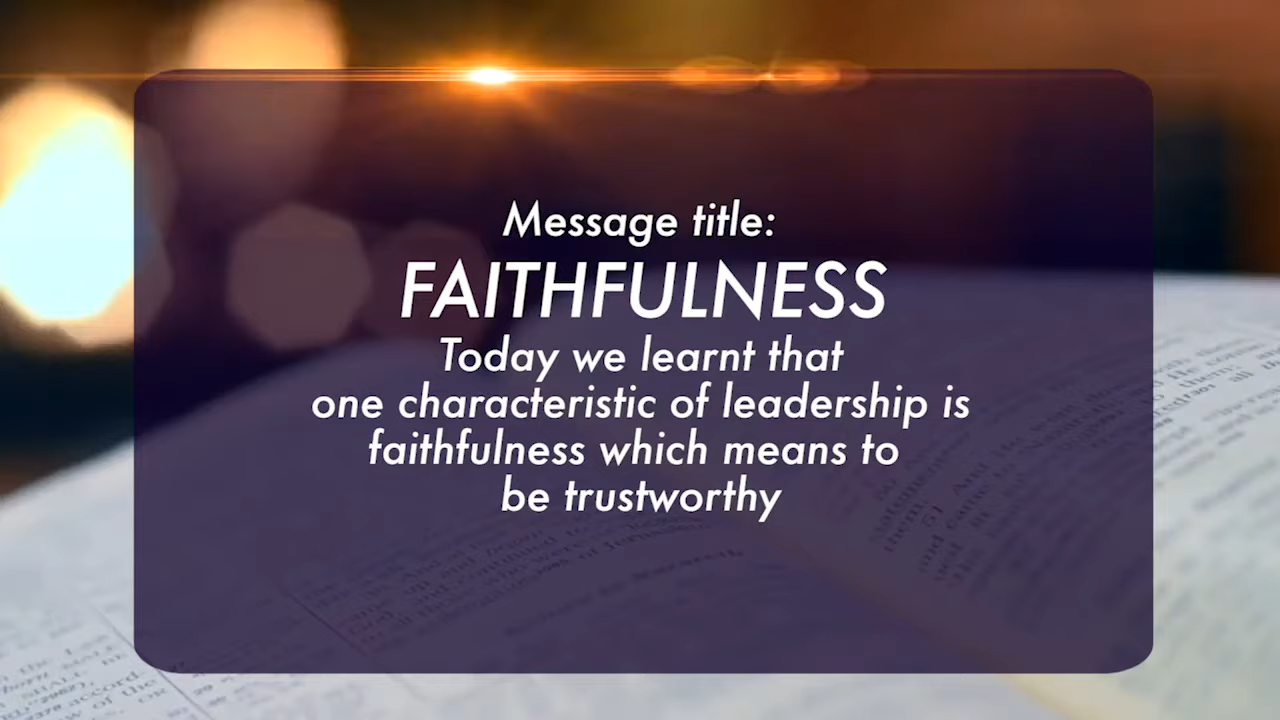 Message title:
FAITHFULNESS
Today we learnt that
one characteristic of leadership is
faithfulness which means to
be trustworthy